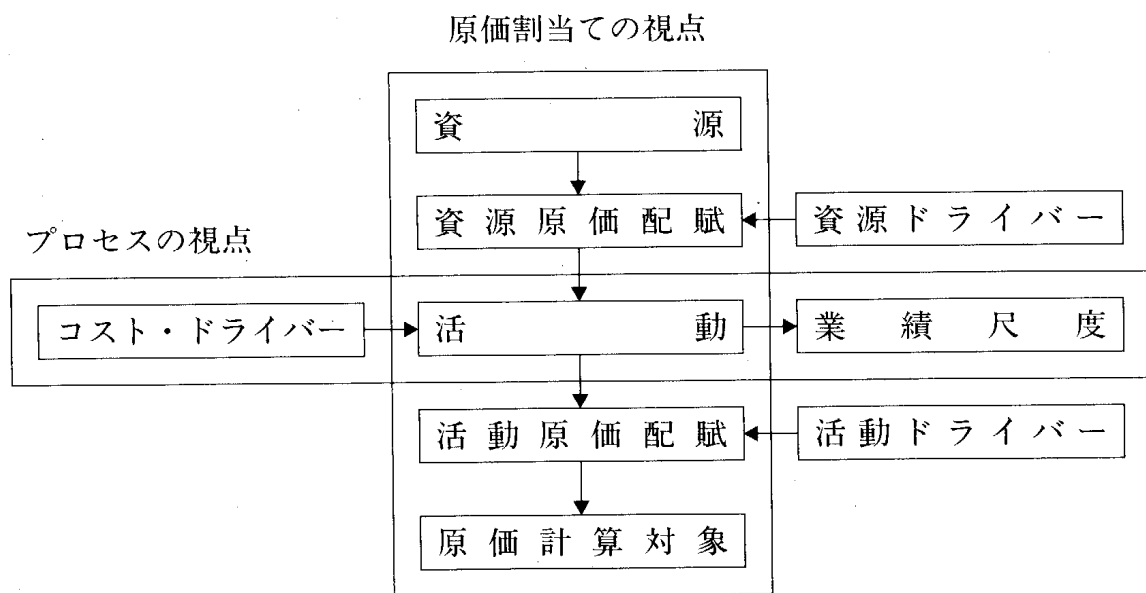 原価割当ての視点
資源
資源原価配賦
資源ドライバー
プロセスの視点
コスト・ドライバー
活動
業績尺度
活動原価配賦
活動ドライバー
原価計算対象